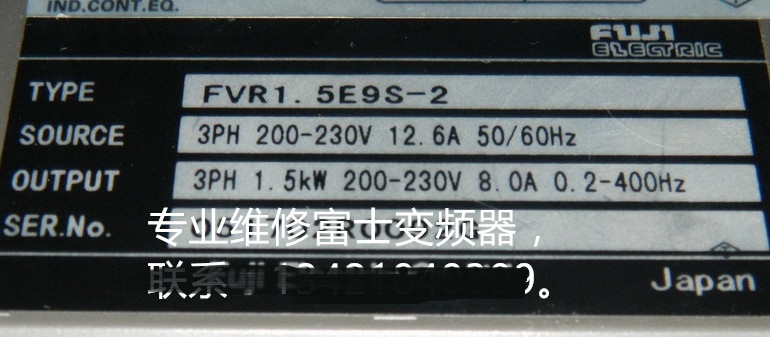 IND.CONT.EQ.
FUJI
ELECTRIC
TYPE FVR1.5E9S-2
SOURCE 3PH 200-230V 12.6A 50/60Hz
OUTPUT 3PH 1.5kW 200-230V 8.0A 0.2-400Hz
SER.No.
专业维修富士变频器，
联系
Japan